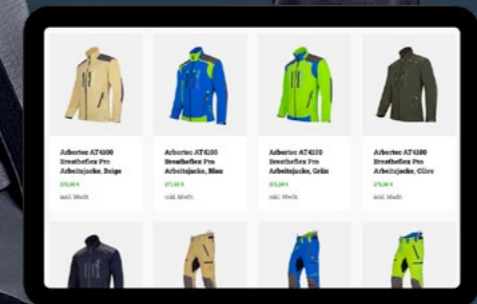 Arbortec AT4100
Breatheflex Pro
Arbeitsjacke, Beige
inkl. MwSt.
Arbortec AT4100
Breatheflex Pro
Arbeitsjacke, Blau
inkl. MwSt.
Arbortec AT4100
Breatheflex Pro
Arbeitsjacke, Grün
inkl. MwSt.
Arbortec AT4100
Breatheflex Pro
Arbeitsjacke, Olive
inkl. MwSt.